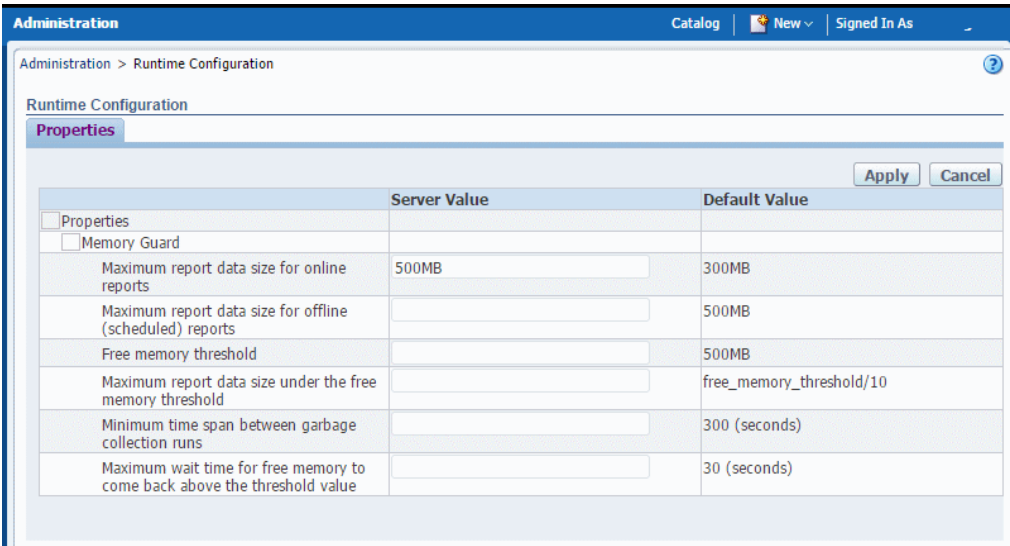 Administration
Catalog
New
Signed In As
Administration > Runtime Configuration
?
Runtime Configuration
Properties
Apply
Cancel
Server Value
Default Value
Properties
Memory Guard
Maximum report data size for online
reports
500MB
300MB
Maximum report data size for offline
(scheduled) reports
500MB
Free memory threshold
500MB
Maximum report data size under the free
memory threshold
free_memory_threshold/10
Minimum time span between garbage
collection runs
300 (seconds)
Maximum wait time for free memory to
come back above the threshold value
30 (seconds)